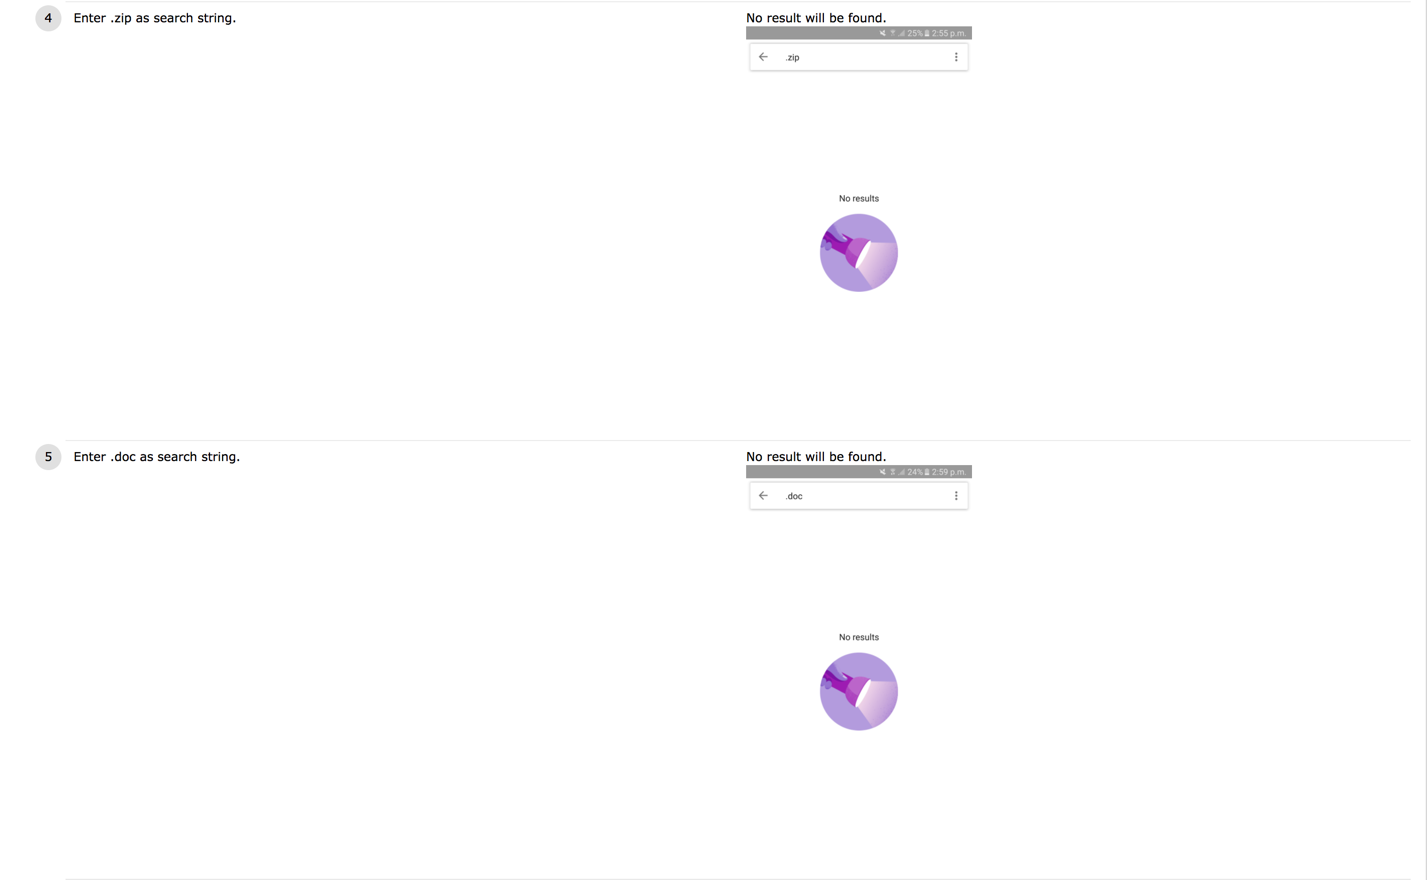 4 Enter .zip as search string. No result will be found.
25% 2:55 p.m.
.zip
No results
5 Enter .doc as search string. No result will be found.
24% 2:59 p.m.
.doc
No results